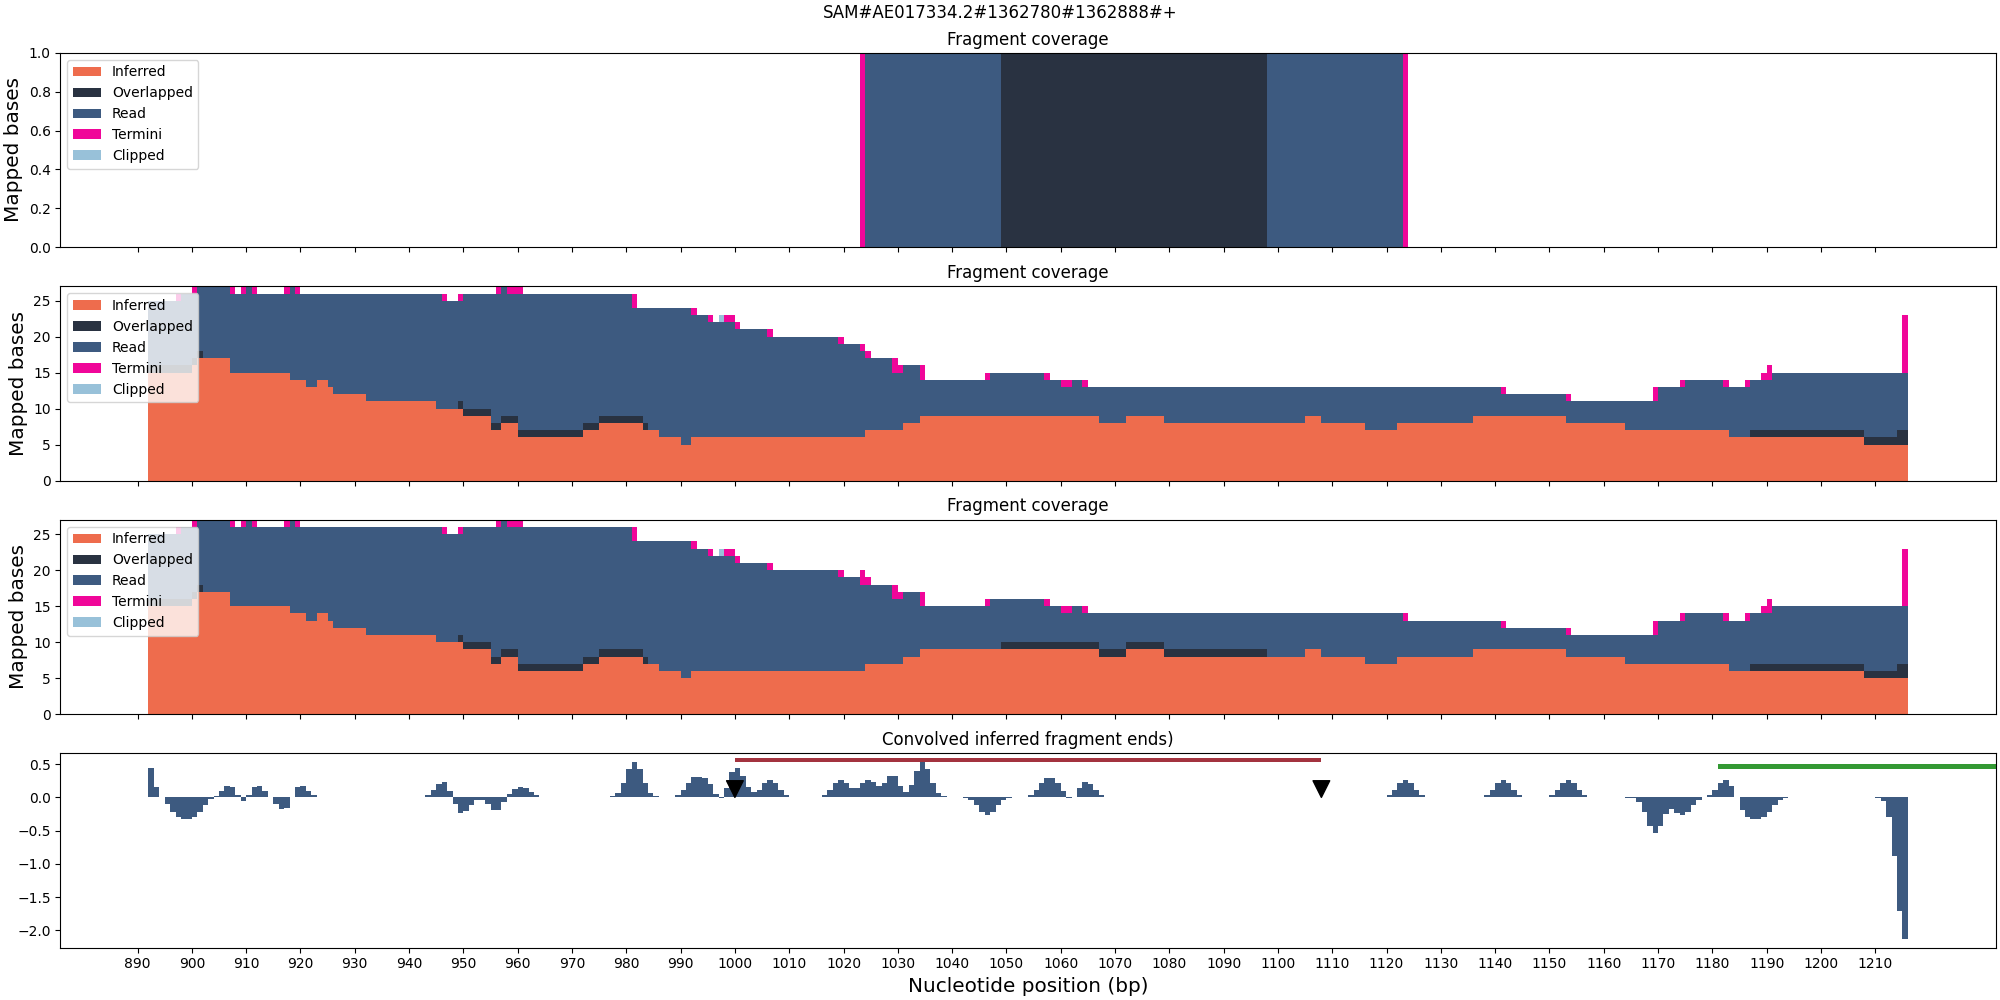 SAM#AE017334.2#1362780#1362888#+
Fragment coverage
Mapped bases
1.0
0.8
0.6
0.4
0.2
0.0
Inferred
Overlapped
Read
Termini
Clipped
Fragment coverage
Mapped bases
25
20
15
10
5
0
Inferred
Overlapped
Read
Termini
Clipped
Fragment coverage
Mapped bases
25
20
15
10
5
0
Inferred
Overlapped
Read
Termini
Clipped
Convolved inferred fragment ends)
0.5
0.0
−0.5
−1.0
−1.5
−2.0
890 900 910 920 930 940 950 960 970 980 990 1000 1010 1020 1030 1040 1050 1060 1070 1080 1090 1100 1110 1120 1130 1140 1150 1160 1170 1180 1190 1200 1210
Nucleotide position (bp)